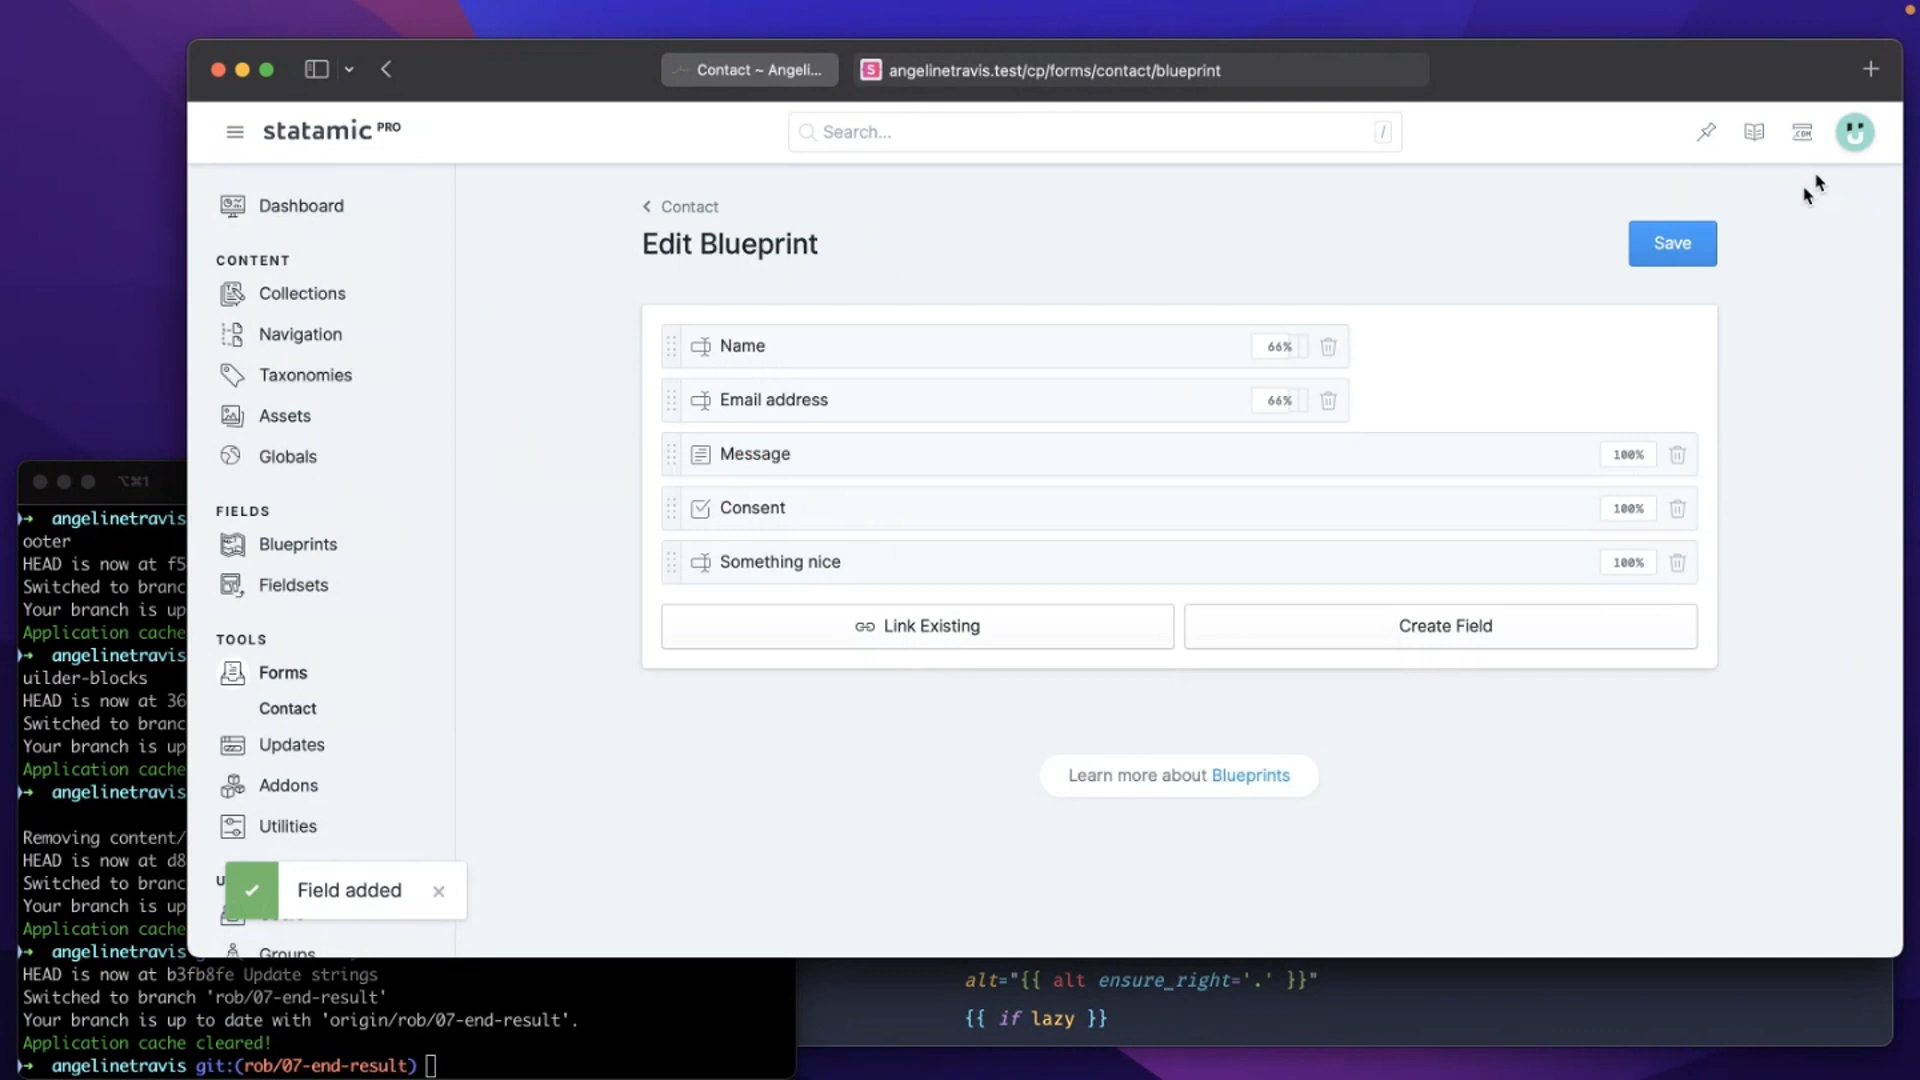 Contact ~ Angeli...
angelinetravis.test/cp/forms/contact/blueprint
statamic PRO
Search...
/
.COM
Dashboard
CONTENT
Collections
Navigation
Taxonomies
Assets
Globals
FIELDS
Blueprints
Fieldsets
TOOLS
Forms
Contact
Updates
Addons
Utilities
Groups
Field added
Contact
Edit Blueprint
Save
Name 66%
Email address 66%
Message 100%
Consent 100%
Something nice 100%
Link Existing
Create Field
Learn more about Blueprints
⌥⌘1
→ angelinetravis
ooter
HEAD is now at f5
Switched to branc
Your branch is up
Application cache
→ angelinetravis
uilder-blocks
HEAD is now at 36
Switched to branc
Your branch is up
Application cache
→ angelinetravis
Removing content/
HEAD is now at d8
Switched to branc
Your branch is up
Application cache
→ angelinetravis
HEAD is now at b3fb8fe Update strings
Switched to branch 'rob/07-end-result'
Your branch is up to date with 'origin/rob/07-end-result'.
Application cache cleared!
→ angelinetravis git:(rob/07-end-result)
alt="{{ alt ensure_right='.' }}"
{{ if lazy }}